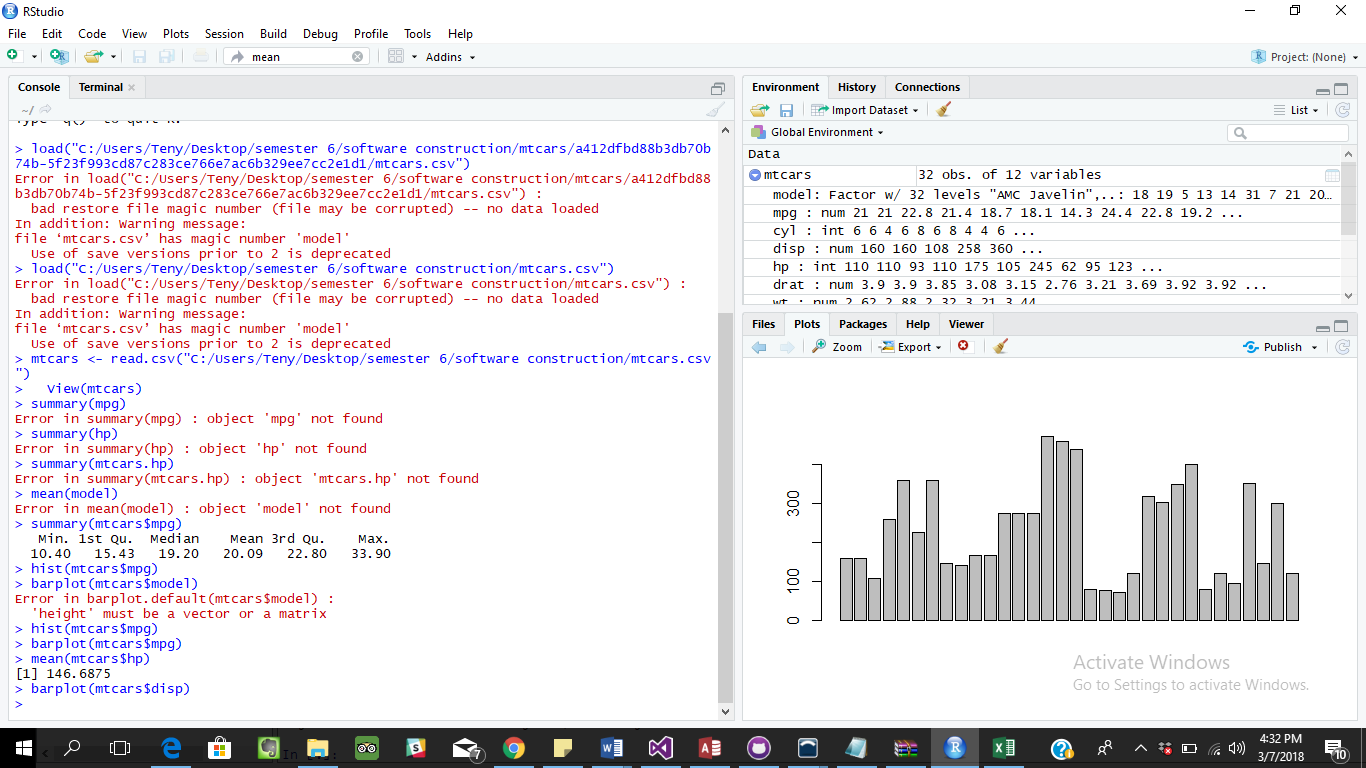 RStudio
File Edit Code View Plots Session Build Debug Profile Tools Help
mean Addins Project: (None)
Console Terminal
~/
Type 'q()' to quit R.
> load("C:/Users/Teny/Desktop/semester 6/software construction/mtcars/a412dfbd88b3db70b
74b-5f23f993cd87c283ce766e7ac6b329ee7cc2e1d1/mtcars.csv")
Error in load("C:/Users/Teny/Desktop/semester 6/software construction/mtcars/a412dfbd88
b3db70b74b-5f23f993cd87c283ce766e7ac6b329ee7cc2e1d1/mtcars.csv") :
bad restore file magic number (file may be corrupted) -- no data loaded
In addition: Warning message:
file ‘mtcars.csv’ has magic number 'model'
Use of save versions prior to 2 is deprecated
> load("C:/Users/Teny/Desktop/semester 6/software construction/mtcars.csv")
Error in load("C:/Users/Teny/Desktop/semester 6/software construction/mtcars.csv") :
bad restore file magic number (file may be corrupted) -- no data loaded
In addition: Warning message:
file ‘mtcars.csv’ has magic number 'model'
Use of save versions prior to 2 is deprecated
> mtcars <- read.csv("C:/Users/Teny/Desktop/semester 6/software construction/mtcars.csv
")
> View(mtcars)
> summary(mpg)
Error in summary(mpg) : object 'mpg' not found
> summary(hp)
Error in summary(hp) : object 'hp' not found
> summary(mtcars.hp)
Error in summary(mtcars.hp) : object 'mtcars.hp' not found
> mean(model)
Error in mean(model) : object 'model' not found
> summary(mtcars$mpg)
Min. 1st Qu. Median Mean 3rd Qu. Max.
10.40 15.43 19.20 20.09 22.80 33.90
> hist(mtcars$mpg)
> barplot(mtcars$model)
Error in barplot.default(mtcars$model) :
'height' must be a vector or a matrix
> hist(mtcars$mpg)
> barplot(mtcars$mpg)
> mean(mtcars$hp)
[1] 146.6875
> barplot(mtcars$disp)
>
Environment History Connections
Import Dataset List
Global Environment
Data
mtcars 32 obs. of 12 variables
model: Factor w/ 32 levels "AMC Javelin",..: 18 19 5 13 14 31 7 21 20…
mpg : num 21 21 22.8 21.4 18.7 18.1 14.3 24.4 22.8 19.2 ...
cyl : int 6 6 4 6 8 6 8 4 4 6 ...
disp : num 160 160 108 258 360 ...
hp : int 110 110 93 110 175 105 245 62 95 123 ...
drat : num 3.9 3.9 3.85 3.08 3.15 2.76 3.21 3.69 3.92 3.92 ...
wt : num 2.62 2.88 2.32 3.21 3.44
Files Plots Packages Help Viewer
Zoom Export Publish
300
100
0
Activate Windows
Go to Settings to activate Windows.
7
4:32 PM
3/7/2018
10